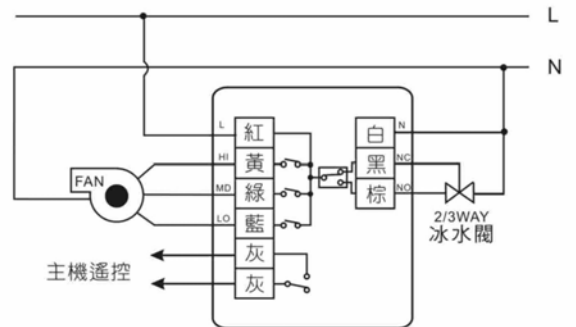 L
N
L 紅 白 N
HI 黃 黑 NC
FAN
MD 綠 棕 NO
LO 藍
2/3WAY
灰 冰水閥
主機遙控
灰